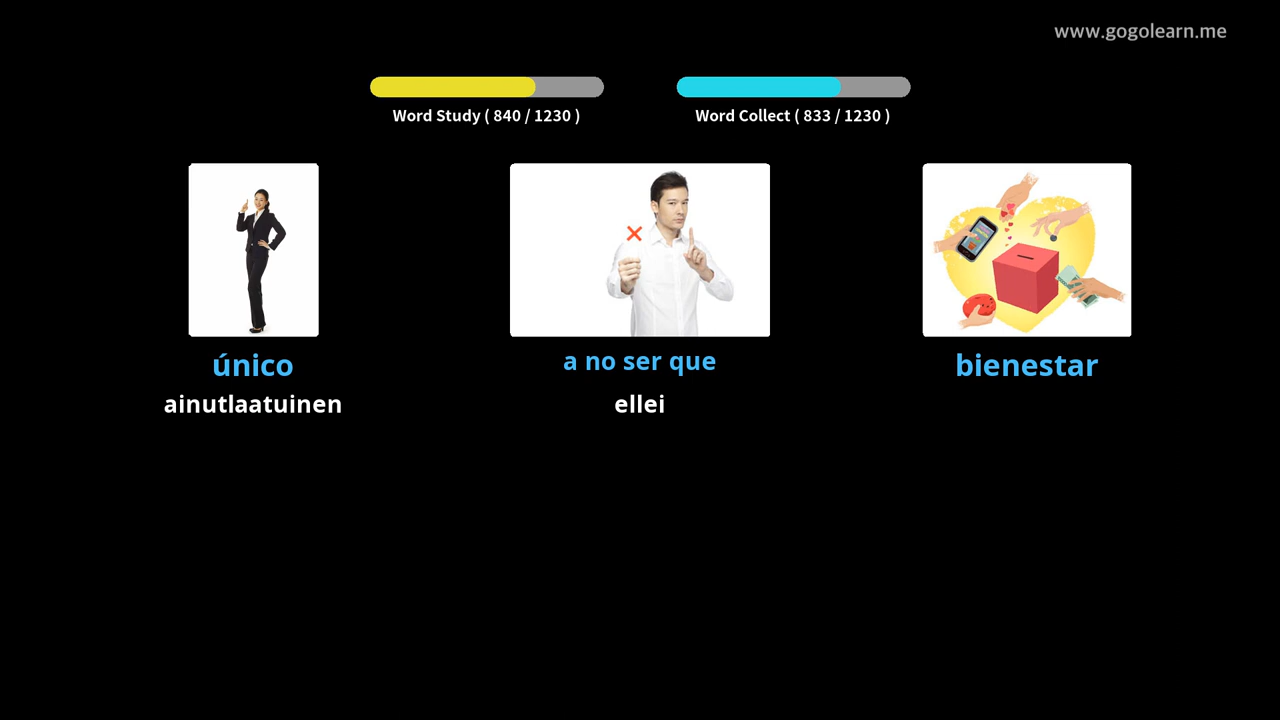 www.gogolearn.me
Word Study ( 840 / 1230 )
Word Collect ( 833 / 1230 )
único
a no ser que
bienestar
ainutlaatuinen
ellei